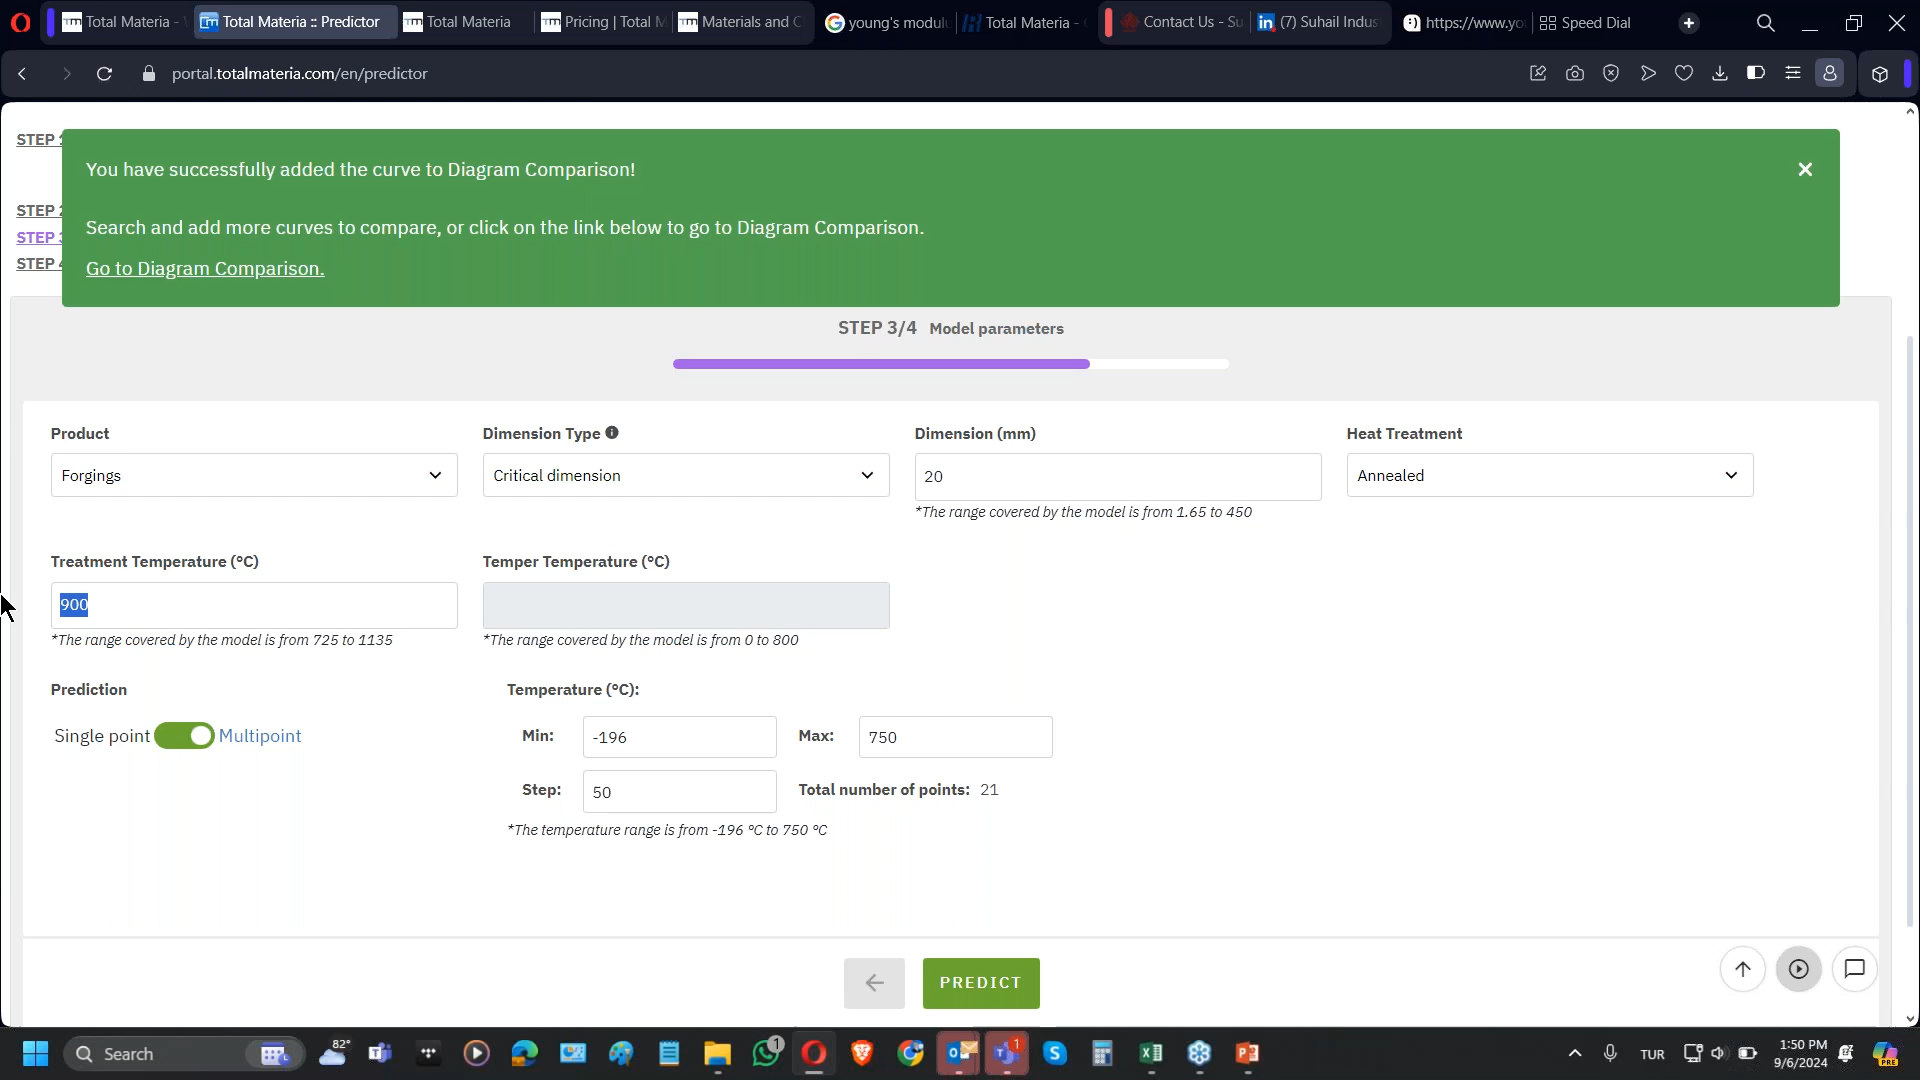 Total Materia -
Total Materia :: Predictor
Total Materia
Pricing | Total M
Materials and C
young's modul
Total Materia -
Contact Us - Su
(7) Suhail Indus
https://www.yo
Speed Dial
portal.totalmateria.com/en/predictor
STEP 1
STEP 2
STEP 3
STEP 4
You have successfully added the curve to Diagram Comparison!
Search and add more curves to compare, or click on the link below to go to Diagram Comparison.
Go to Diagram Comparison.
STEP 3/4 Model parameters
Product
Dimension Type
Dimension (mm)
Heat Treatment
Forgings
Critical dimension
20
Annealed
*The range covered by the model is from 1.65 to 450
Treatment Temperature (°C)
Temper Temperature (°C)
900
*The range covered by the model is from 725 to 1135
*The range covered by the model is from 0 to 800
Prediction
Temperature (°C):
Single point
Multipoint
Min: -196
Max: 750
Step: 50
Total number of points: 21
*The temperature range is from -196 °C to 750 °C
PREDICT
Search
82°
1
1
TUR
1:50 PM
9/6/2024